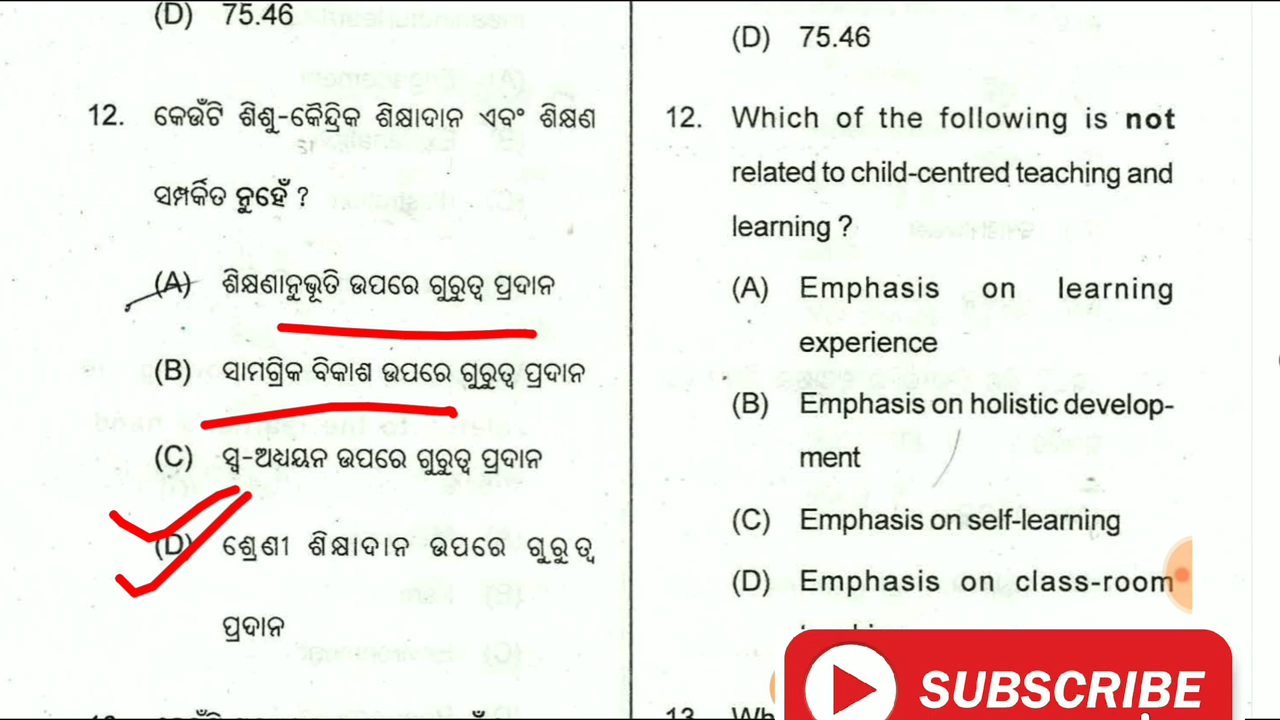 (D) 75.46
12. କେଉଁଟି ଶିଶୁ-କୈନ୍ଦ୍ରିକ ଶିକ୍ଷାଦାନ ଏବଂ ଶିକ୍ଷଣ
ସମ୍ପର୍କିତ ନୁହେଁ ?
(A) ଶିକ୍ଷଣାନୁଭୂତି ଉପରେ ଗୁରୁତ୍ୱ ପ୍ରଦାନ
(B) ସାମଗ୍ରିକ ବିକାଶ ଉପରେ ଗୁରୁତ୍ୱ ପ୍ରଦାନ
(C) ସ୍ୱ-ଅଧ୍ୟୟନ ଉପରେ ଗୁରୁତ୍ୱ ପ୍ରଦାନ
(D) ଶ୍ରେଣୀ ଶିକ୍ଷାଦାନ ଉପରେ ଗୁରୁତ୍ୱ
ପ୍ରଦାନ
(D) 75.46
12. Which of the following is not
related to child-centred teaching and
learning ?
(A) Emphasis on learning
experience
(B) Emphasis on holistic develop-
ment
(C) Emphasis on self-learning
(D) Emphasis on class-room
13. Wh
SUBSCRIBE